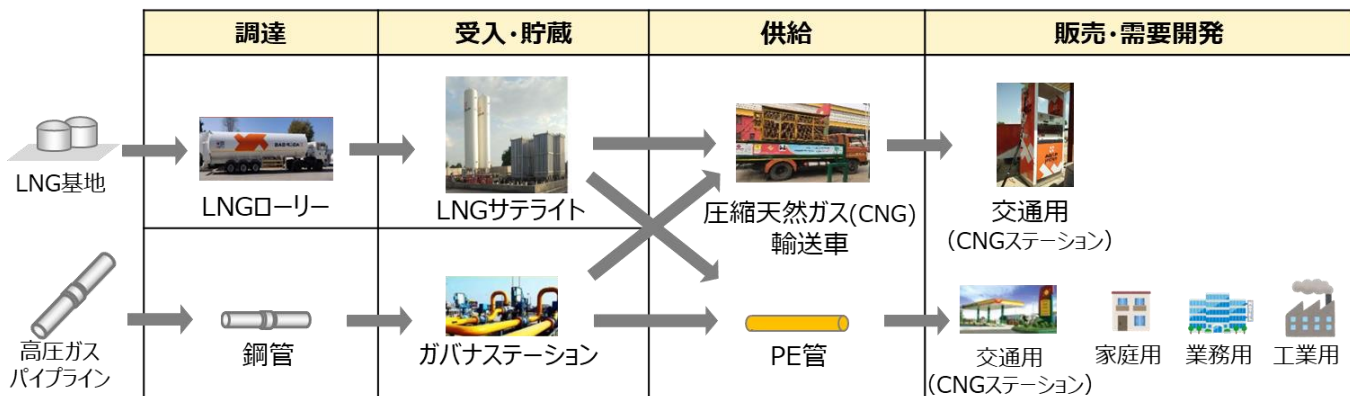 調達
受入・貯蔵
供給
販売・需要開発
LNG基地
LNGローリー
LNGサテライト
圧縮天然ガス(CNG)
輸送車
交通用
(CNGステーション)
高圧ガス
パイプライン
鋼管
ガバナステーション
PE管
交通用
(CNGステーション)
家庭用
業務用
工業用